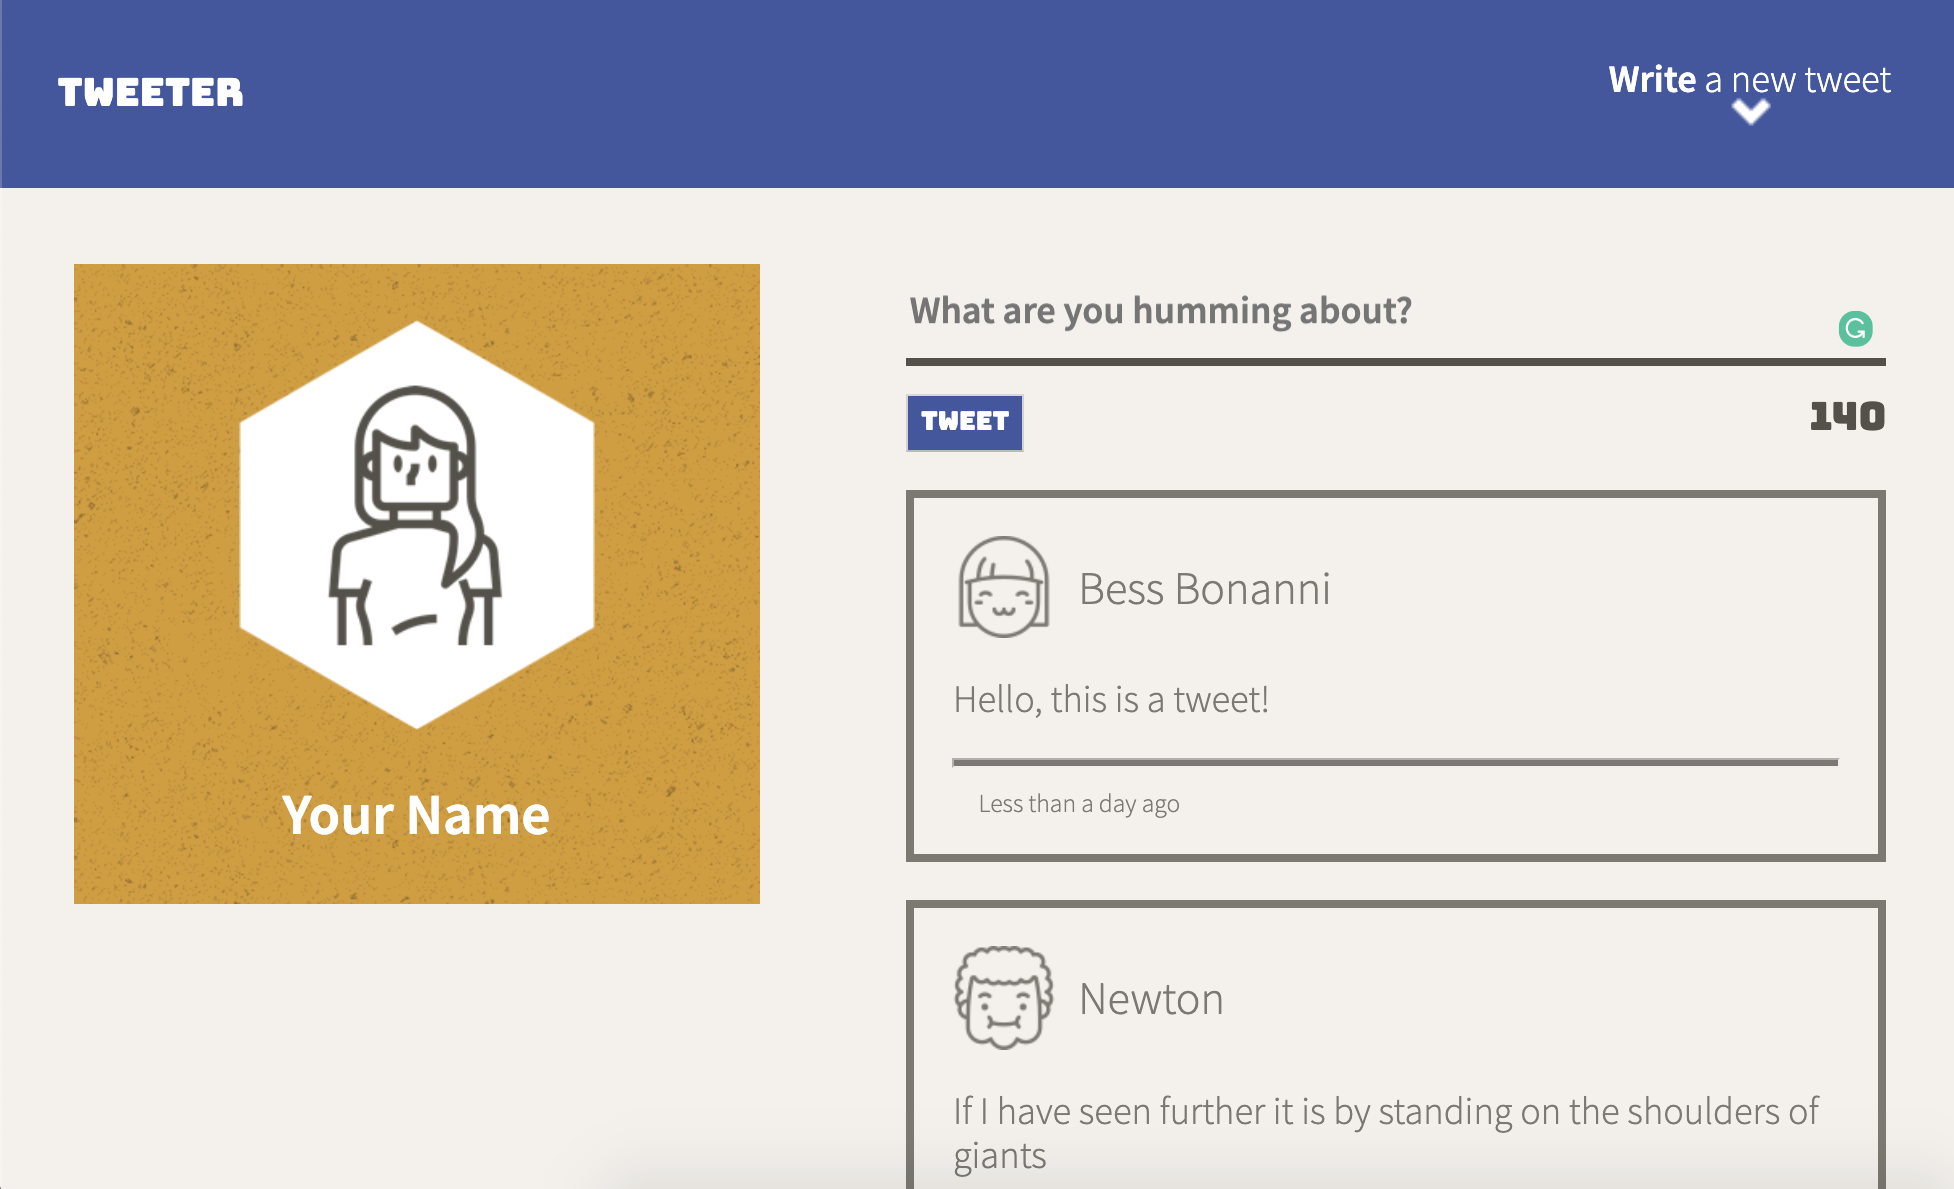 TWEETER
Write a new tweet
Your Name
What are you humming about?
G
TWEET
140
Bess Bonanni
Hello, this is a tweet!
Less than a day ago
Newton
If I have seen further it is by standing on the shoulders of
giants